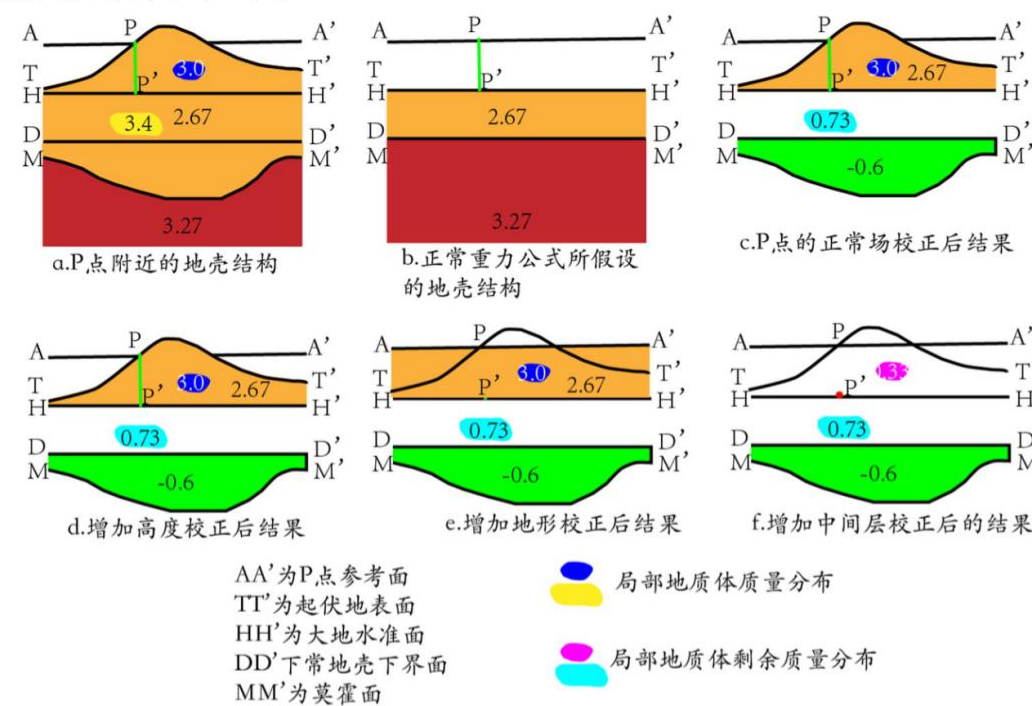 A P A'
T P' 3.0 T'
H H'
3.4 2.67
D D'
M M'
3.27
a.P点附近的地壳结构
A P A'
T P' T'
H H'
2.67
D D'
M M'
3.27
b.正常重力公式所假设
的地壳结构
A P A'
T P' 3.0 2.67 T'
H H'
0.73
D D'
M M'
-0.6
c.P点的正常场校正后结果
A P A'
T P' 3.0 2.67 T'
H H'
0.73
D D'
M M'
-0.6
d.增加高度校正后结果
A P A'
T P' 3.0 2.67 T'
H H'
0.73
D D'
M M'
-0.6
e.增加地形校正后结果
A P A'
T P' T'
H H'
0.73
D D'
M M'
-0.6
f.增加中间层校正后的结果
AA'为P点参考面
TT'为起伏地表面
HH'为大地水准面
DD'下常地壳下界面
MM'为莫霍面
局部地质体质量分布
局部地质体剩余质量分布